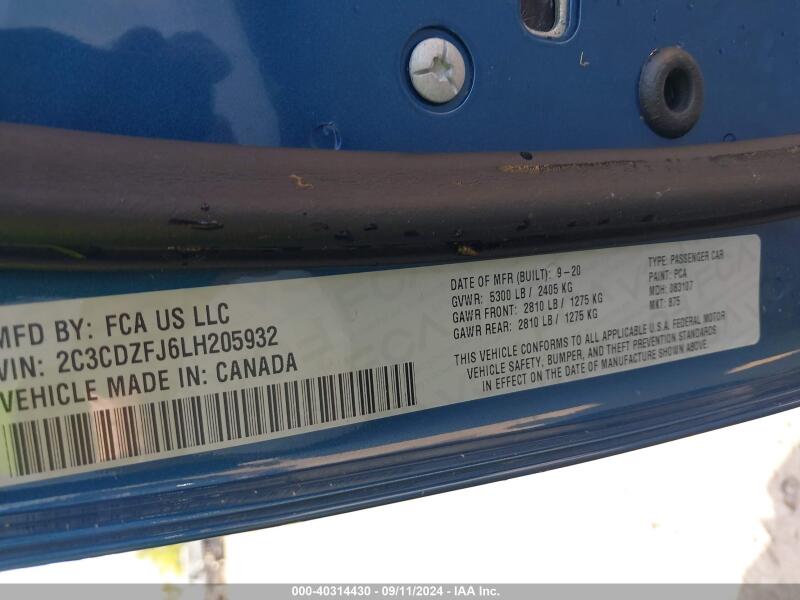 MFD BY: FCA US LLC
VIN: 2C3CDZFJ6LH205932
VEHICLE MADE IN: CANADA
DATE OF MFR (BUILT): 9-20
GVWR: 5300 LB / 2405 KG
GAWR FRONT: 2810 LB / 1275 KG
GAWR REAR: 2810 LB / 1275 KG
TYPE: PASSENGER CAR
PAINT: PCA
MDH: 083107
MKT: 875
THIS VEHICLE CONFORMS TO ALL APPLICABLE U.S.A. FEDERAL MOTOR
VEHICLE SAFETY, BUMPER, AND THEFT PREVENTION STANDARDS
IN EFFECT ON THE DATE OF MANUFACTURE SHOWN ABOVE.
000-40314430 - 09/11/2024 - IAA Inc.